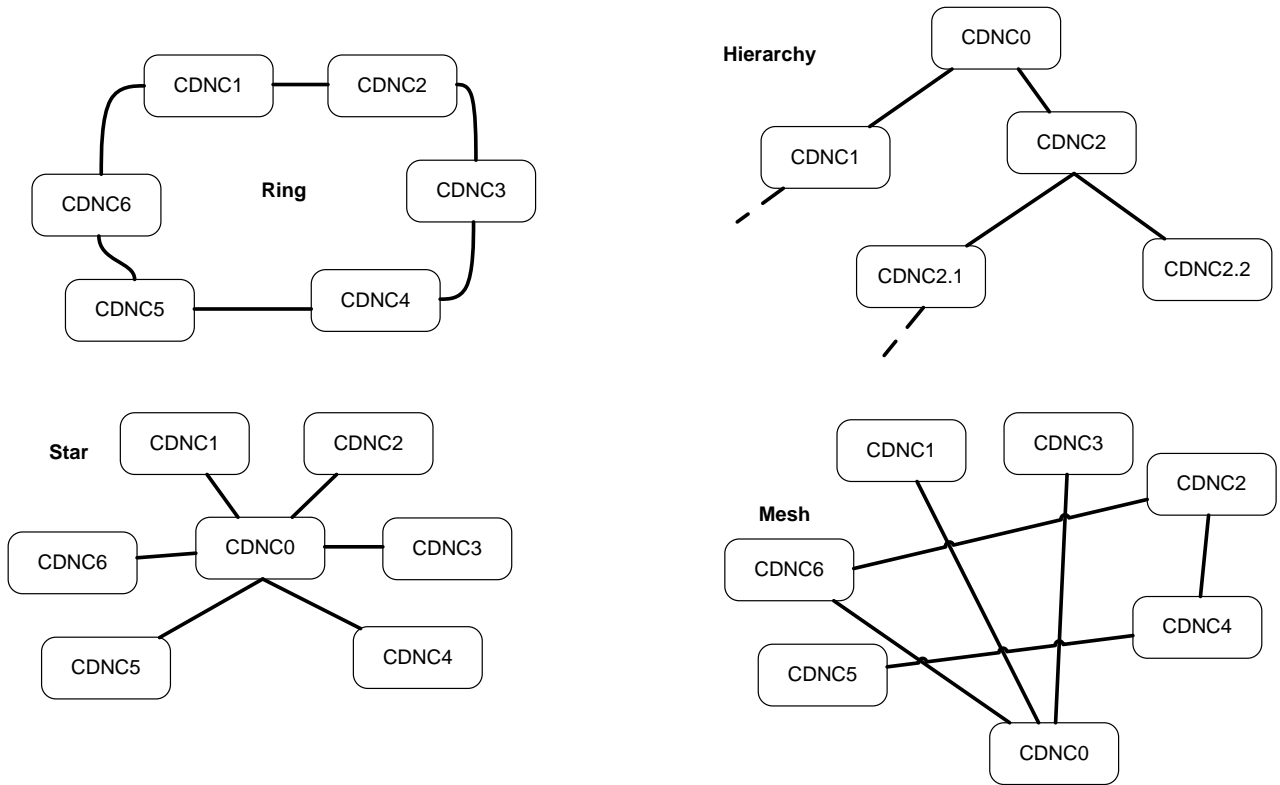 CDNC1
CDNC2
CDNC6
Ring
CDNC3
CDNC5
CDNC4
Hierarchy
CDNC0
CDNC1
CDNC2
CDNC2.1
CDNC2.2
Star
CDNC1
CDNC2
CDNC6
CDNC0
CDNC3
CDNC5
CDNC4
CDNC1
CDNC3
CDNC2
Mesh
CDNC6
CDNC4
CDNC5
CDNC0